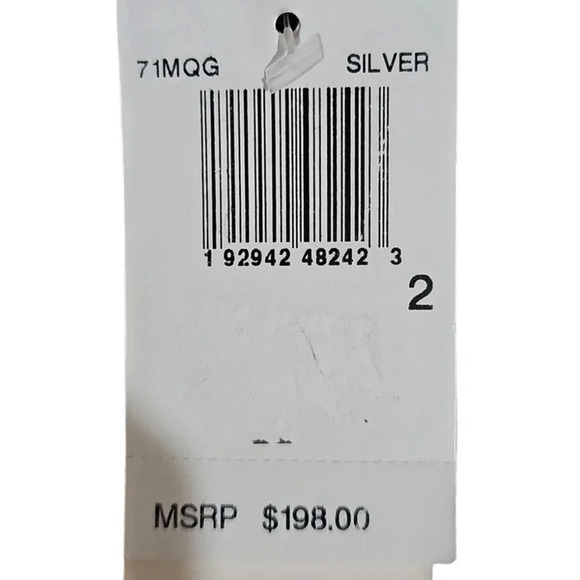 71MQG SILVER
1 92942 48242 3
2
MSRP $198.00